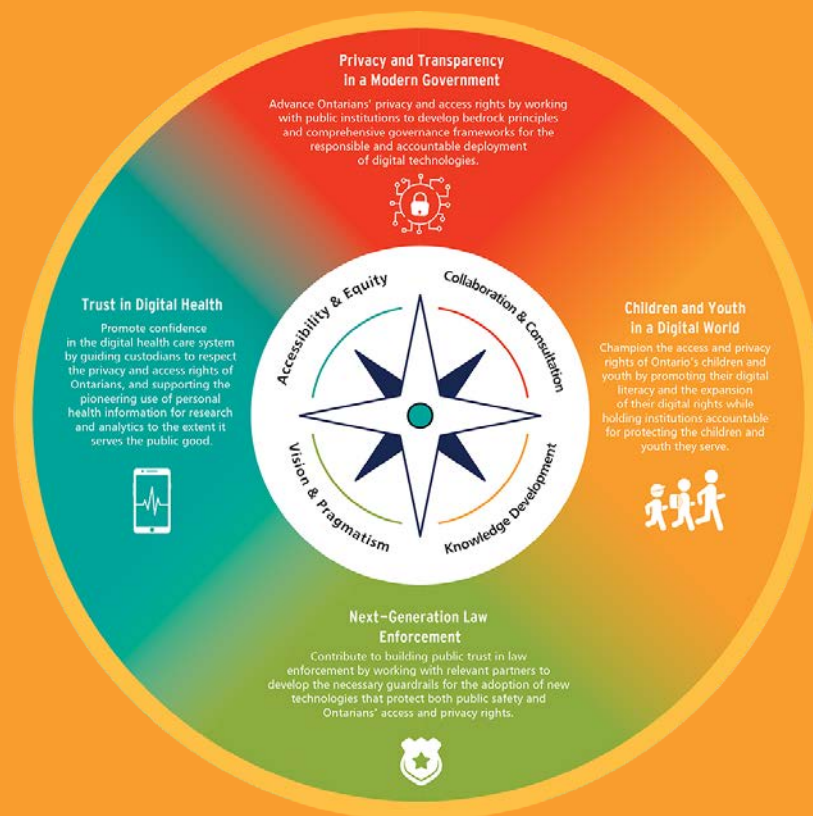 Privacy and Transparency
in a Modern Government
Advance Ontarians' privacy and access rights by working
with public institutions to develop bedrock principles
and comprehensive governance frameworks for the
responsible and accountable deployment
of digital technologies.
Accessibility & Equity
Collaboration & Consultation
Trust in Digital Health
Promote confidence
in the digital health care system
by guiding custodians to respect
the privacy and access rights of
Ontarians, and supporting the
pioneering use of personal
health information for research
and analytics to the extent it
serves the public good.
Children and Youth
in a Digital World
Champion the access and privacy
rights of Ontario's children and
youth by promoting their digital
literacy and the expansion
of their digital rights while
holding institutions accountable
for protecting the children and
youth they serve.
Vision & Pragmatism
Knowledge Development
Next-Generation Law
Enforcement
Contribute to building public trust in law
enforcement by working with relevant partners to
develop the necessary guardrails for the adoption of new
technologies that protect both public safety and
Ontarians' access and privacy rights.